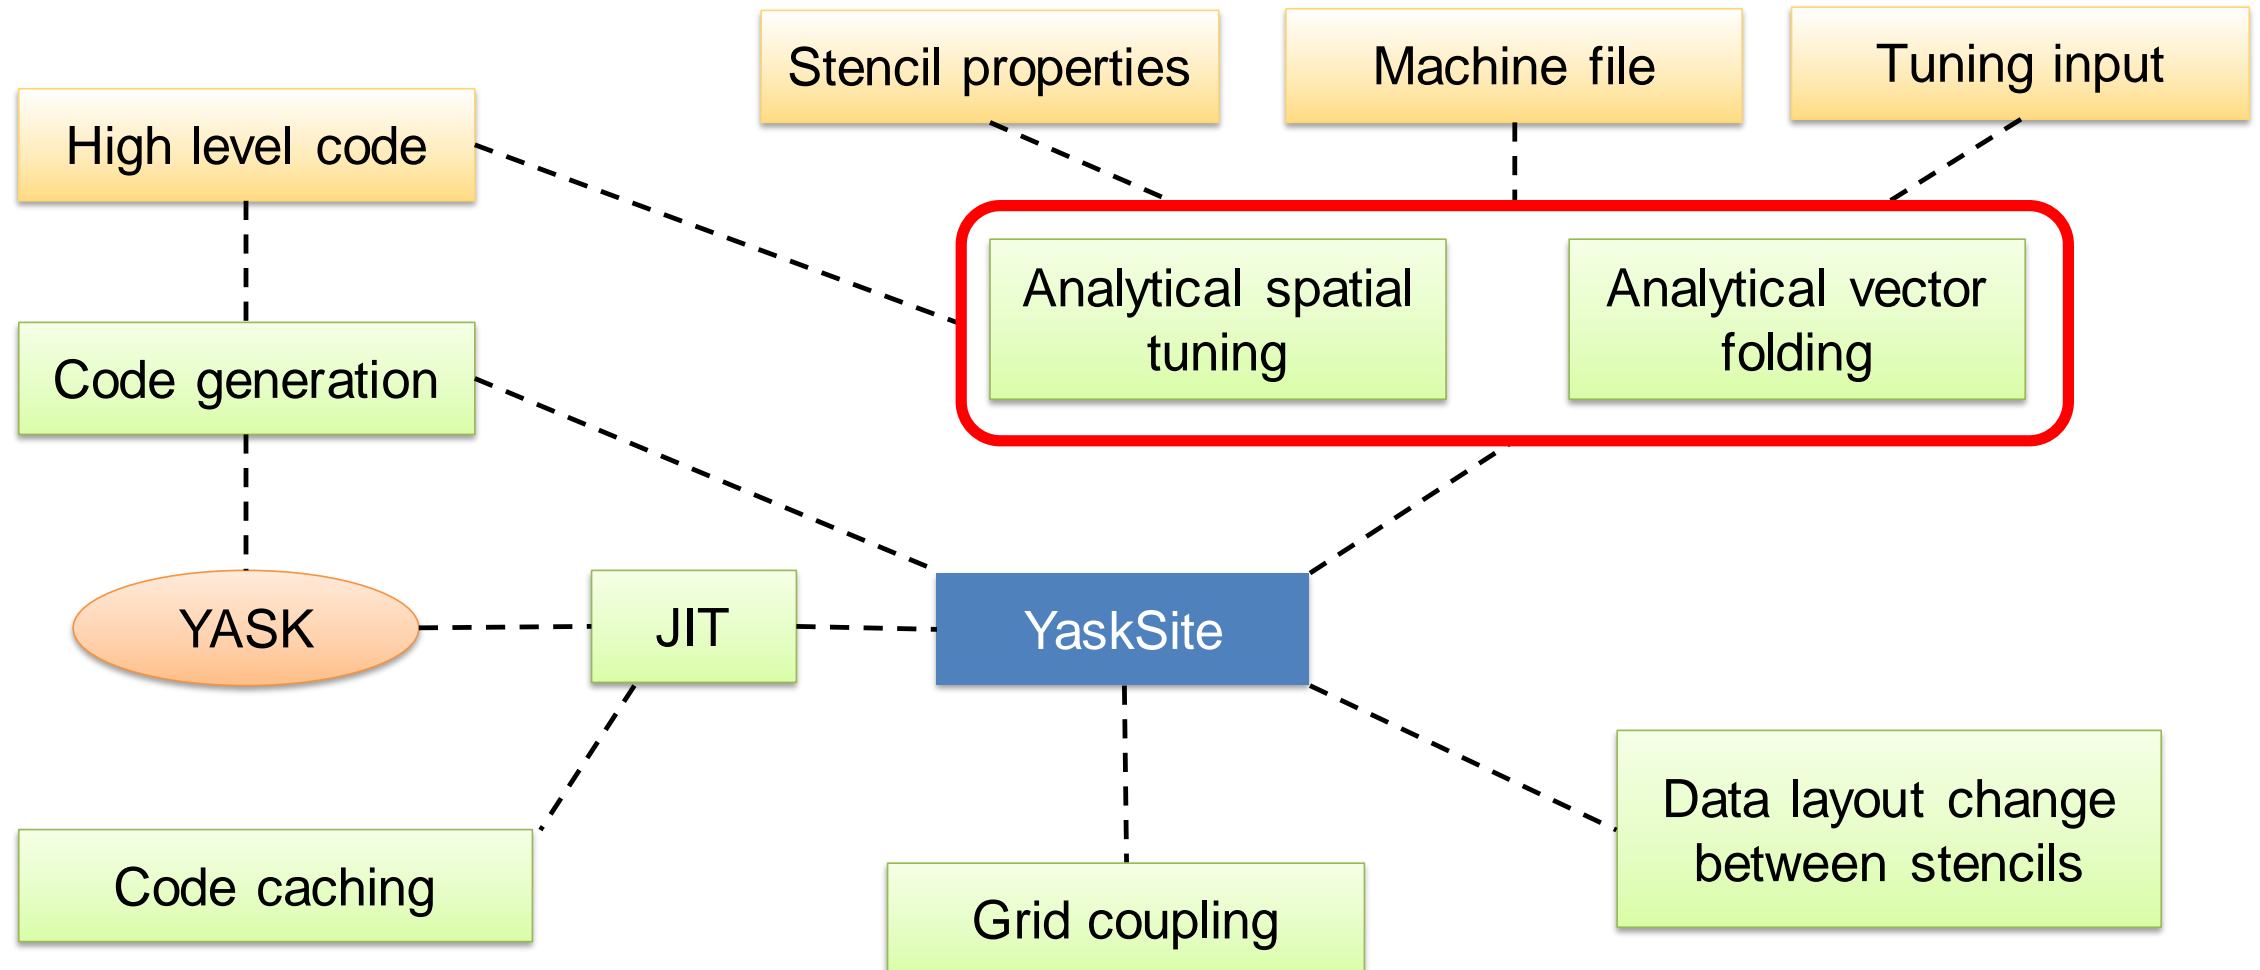 Stencil properties
Machine file
Tuning input
High level code
Analytical spatial
tuning
Analytical vector
folding
Code generation
YASK
JIT
YaskSite
Data layout change
between stencils
Code caching
Grid coupling